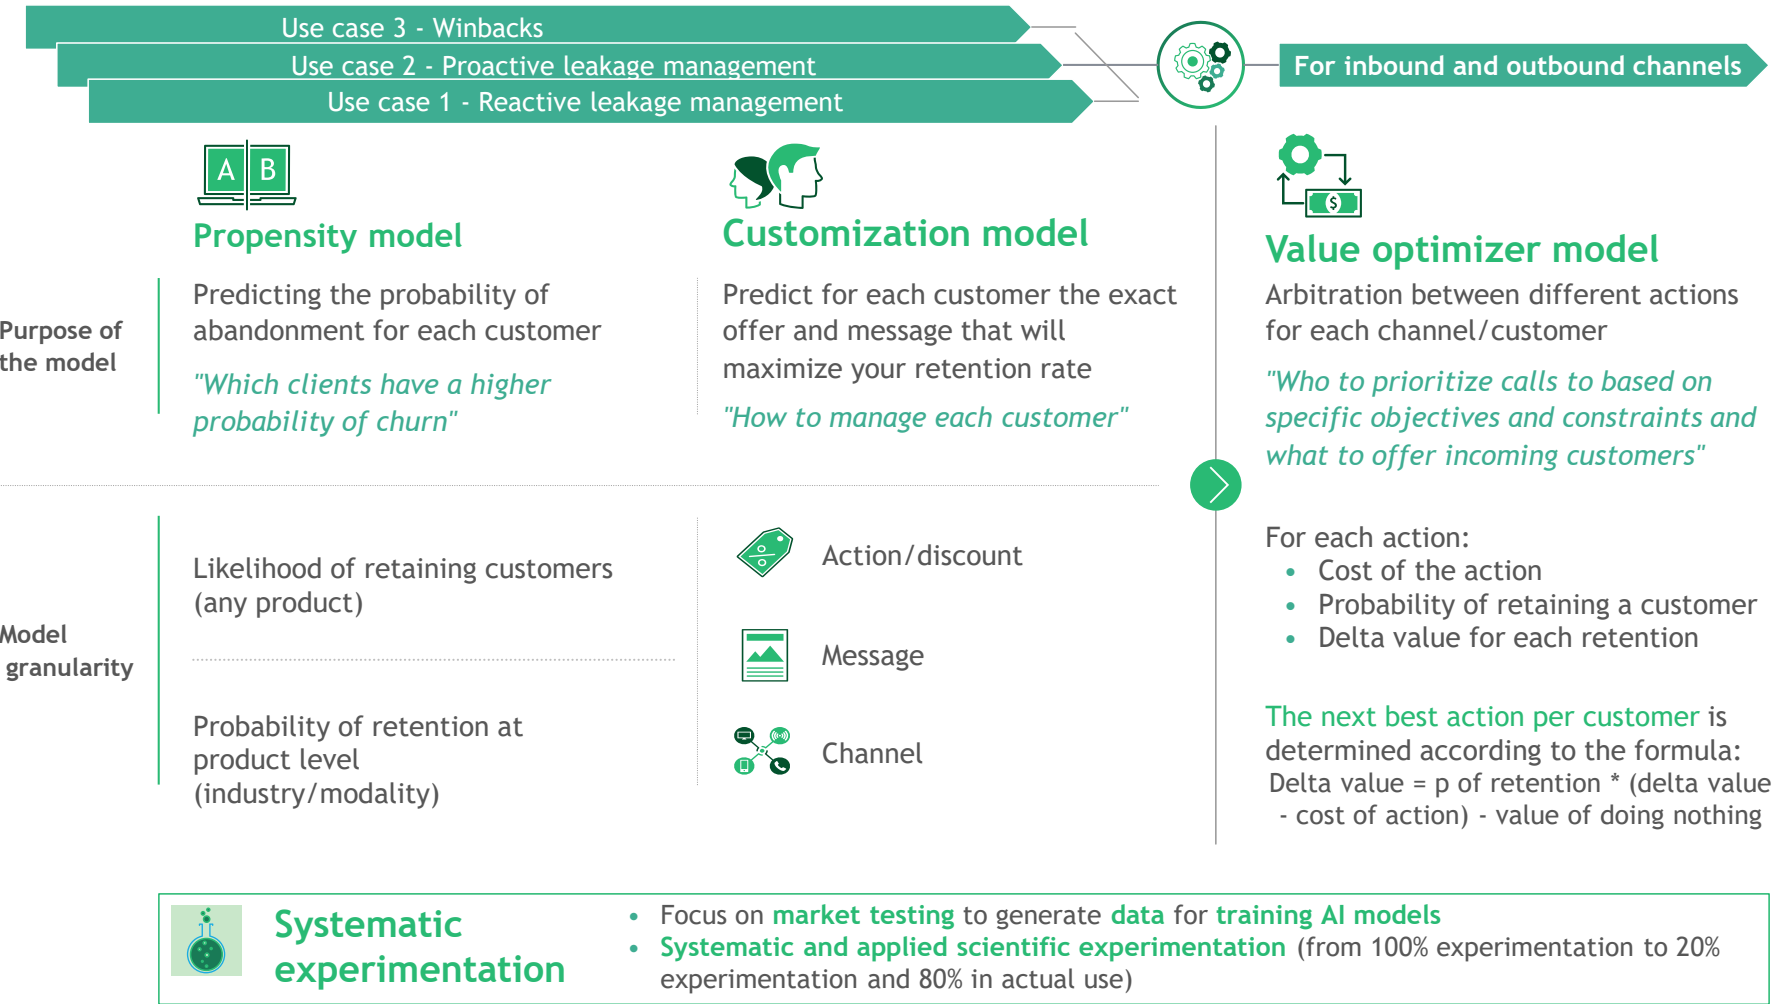 Use case 3 - Winbacks
Use case 2 - Proactive leakage management
Use case 1 - Reactive leakage management
For inbound and outbound channels
A B
Propensity model
Customization model
$
Value optimizer model
Purpose of
the model
Predicting the probability of
abandonment for each customer
"Which clients have a higher
probability of churn"
Predict for each customer the exact
offer and message that will
maximize your retention rate
"How to manage each customer"
Arbitration between different actions
for each channel/customer
"Who to prioritize calls to based on
specific objectives and constraints and
what to offer incoming customers"
Model
granularity
Likelihood of retaining customers
(any product)
Probability of retention at
product level
(industry/modality)
%
Action/discount
Message
Channel
For each action:
• Cost of the action
• Probability of retaining a customer
• Delta value for each retention
The next best action per customer is
determined according to the formula:
Delta value = p of retention * (delta value
- cost of action) - value of doing nothing
Systematic
experimentation
• Focus on market testing to generate data for training AI models
• Systematic and applied scientific experimentation (from 100% experimentation to 20%
experimentation and 80% in actual use)